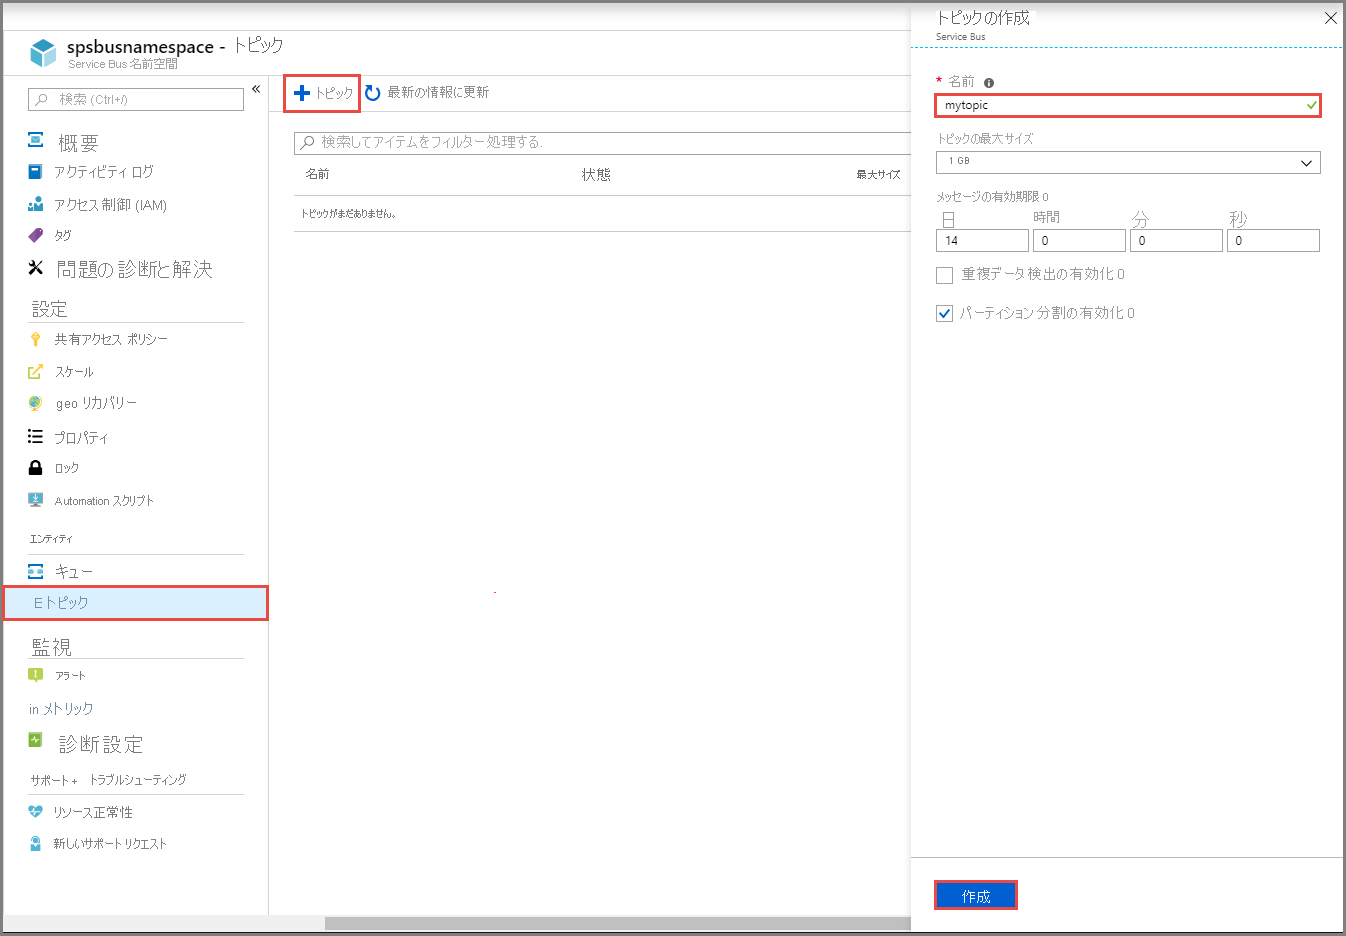 spsbusnamespace - トピック
Service Bus 名前空間
検索 (Ctrl+/)
«
概要
アクティビティ ログ
アクセス制御 (IAM)
タグ
問題の診断と解決
設定
共有アクセス ポリシー
スケール
geo リカバリー
プロパティ
ロック
Automation スクリプト
エンティティ
キュー
E トピック
監視
アラート
in メトリック
診断設定
サポート + トラブルシューティング
リソース正常性
新しいサポート リクエスト
トピック 最新の情報に更新
検索してアイテムをフィルター処理する.
名前 状態 最大サイズ
トピックがまだありません。
トピックの作成
Service Bus
* 名前
mytopic
トピックの最大サイズ
1 GB
メッセージの有効期限 0
日 時間 分 秒
14 0 0 0
重複データ検出の有効化 0
パーティション分割の有効化 0
作成